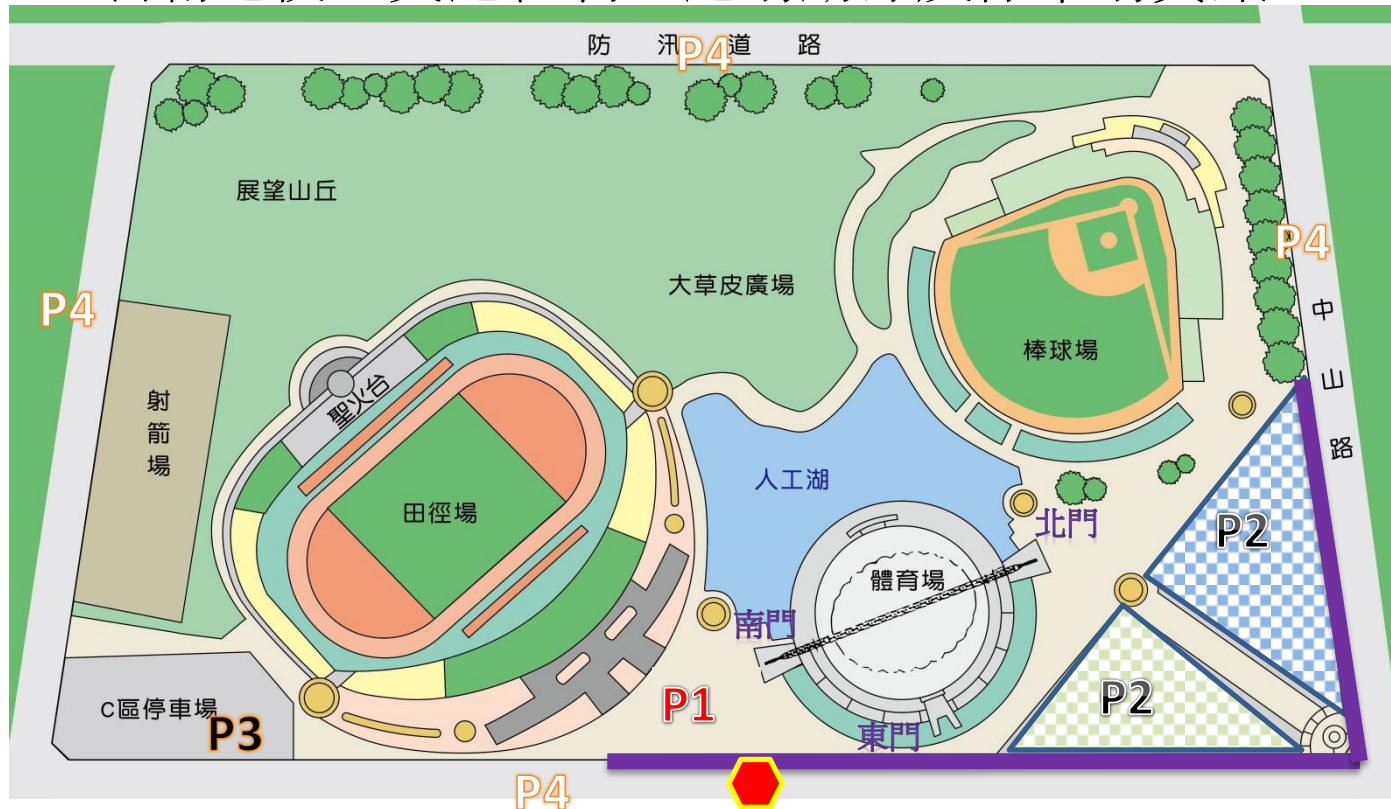 防汛道路
P4
展望山丘
P4
大草皮廣場
P4
中山路
棒球場
射箭場
聖火台
人工湖
田徑場
北門
P2
體育場
南門
P2
C區停車場
P1
P3
東門
P4